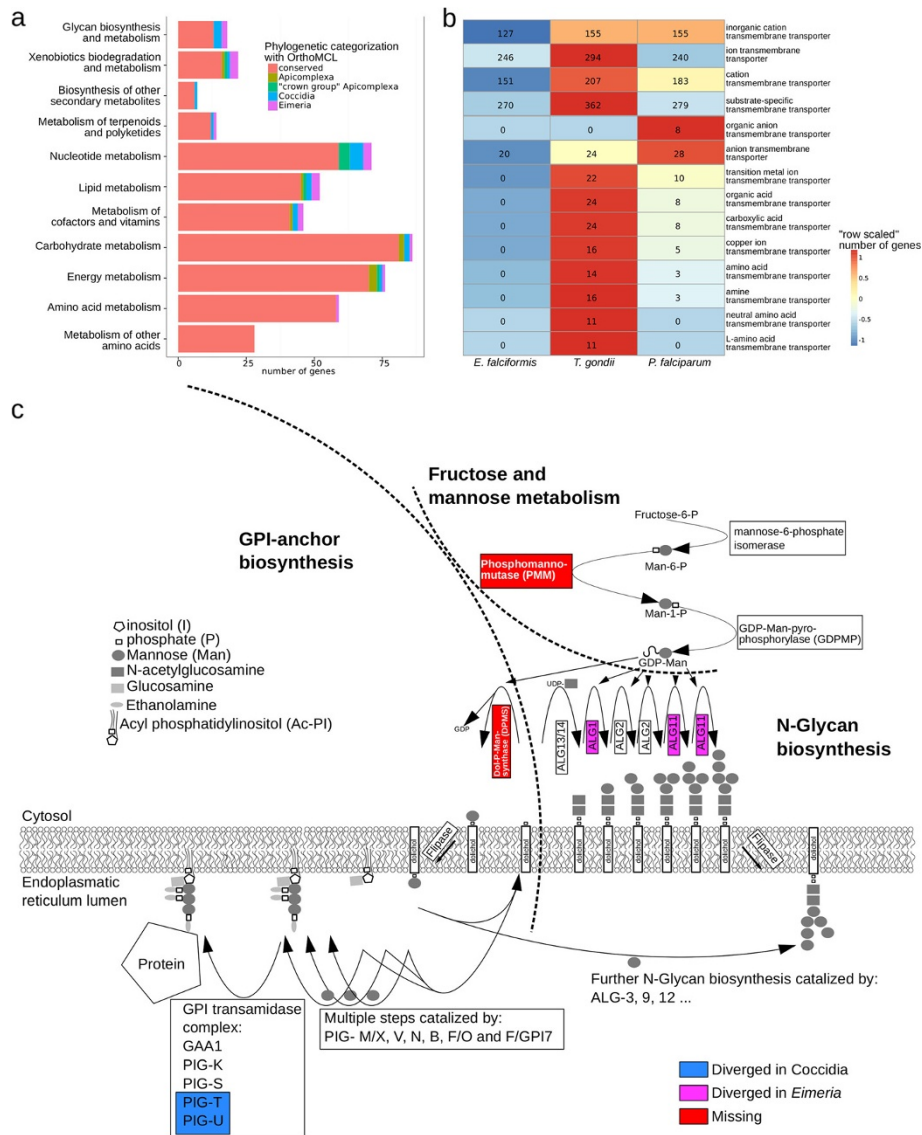 a
Glycan biosynthesis
and metabolism
Xenobiotics biodegradation
and metabolism
Biosynthesis of other
secondary metabolites
Metabolism of terpenoids
and polyketides
Nucleotide metabolism
Lipid metabolism
Metabolism of
cofactors and vitamins
Carbohydrate metabolism
Energy metabolism
Amino acid metabolism
Metabolism of other
amino acids
Phylogenetic categorization
with OrthoMCL
conserved
Apicomplexa
"crown group" Apicomplexa
Coccidia
Eimeria
0 25 50 75
number of genes
b
127 155 155 inorganic cation
transmembrane transporter
246 294 240 ion transmembrane
transporter
151 207 183 cation
transmembrane transporter
270 362 279 substrate-specific
transmembrane transporter
0 0 8 organic anion
transmembrane transporter
20 24 28 anion transmembrane
transporter
0 22 10 transition metal ion
transmembrane transporter
0 24 8 organic acid
transmembrane transporter
0 24 8 carboxylic acid
transmembrane transporter
0 16 5 copper ion
transmembrane transporter
0 14 3 amino acid
transmembrane transporter
0 16 3 amine
transmembrane transporter
0 11 0 neutral amino acid
transmembrane transporter
0 11 0 L-amino acid
transmembrane transporter
E. falciformis T. gondii P. falciparum
"row scaled"
number of genes
1
0.5
0
-0.5
-1
c
Fructose and
mannose metabolism
GPI-anchor
biosynthesis
Fructose-6-P
mannose-6-phosphate
isomerase
Man-6-P
Phosphomanno-
mutase (PMM)
Man-1-P
GDP-Man-pyro-
phosphorylase (GDPMP)
GDP-Man
inositol (I)
phosphate (P)
Mannose (Man)
N-acetylglucosamine
Glucosamine
Ethanolamine
Acyl phosphatidylinositol (Ac-PI)
UDP
GDP
Dol-P-Man-
synthase (DPMS)
ALG13/14
ALG1
ALG2
ALG2
ALG11
ALG11
N-Glycan
biosynthesis
Cytosol
Flipase
dolichol
dolichol
dolichol
dolichol
dolichol
dolichol
dolichol
dolichol
dolichol
Flipase
dolichol
Endoplasmatic
reticulum lumen
Protein
GPI transamidase
complex:
GAA1
PIG-K
PIG-S
PIG-T
PIG-U
Multiple steps catalized by:
PIG- M/X, V, N, B, F/O and F/GPI7
Further N-Glycan biosynthesis catalized by:
ALG-3, 9, 12 ...
Diverged in Coccidia
Diverged in Eimeria
Missing